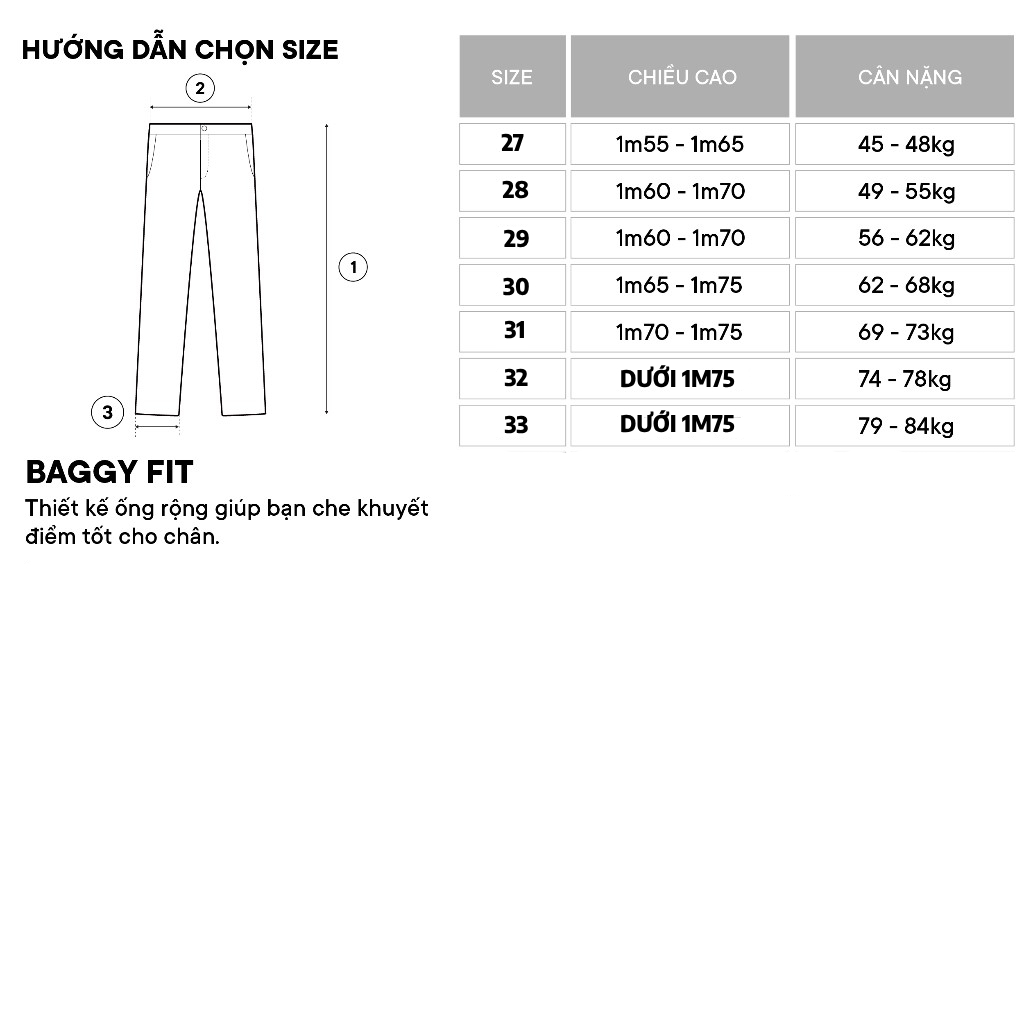 HƯỚNG DẪN CHỌN SIZE
2
1
3
BAGGY FIT
Thiết kế ống rộng giúp bạn che khuyết
điểm tốt cho chân.
SIZE CHIỀU CAO CÂN NẶNG
27 1m55 - 1m65 45 - 48kg
28 1m60 - 1m70 49 - 55kg
29 1m60 - 1m70 56 - 62kg
30 1m65 - 1m75 62 - 68kg
31 1m70 - 1m75 69 - 73kg
32 DƯỚI 1M75 74 - 78kg
33 DƯỚI 1M75 79 - 84kg